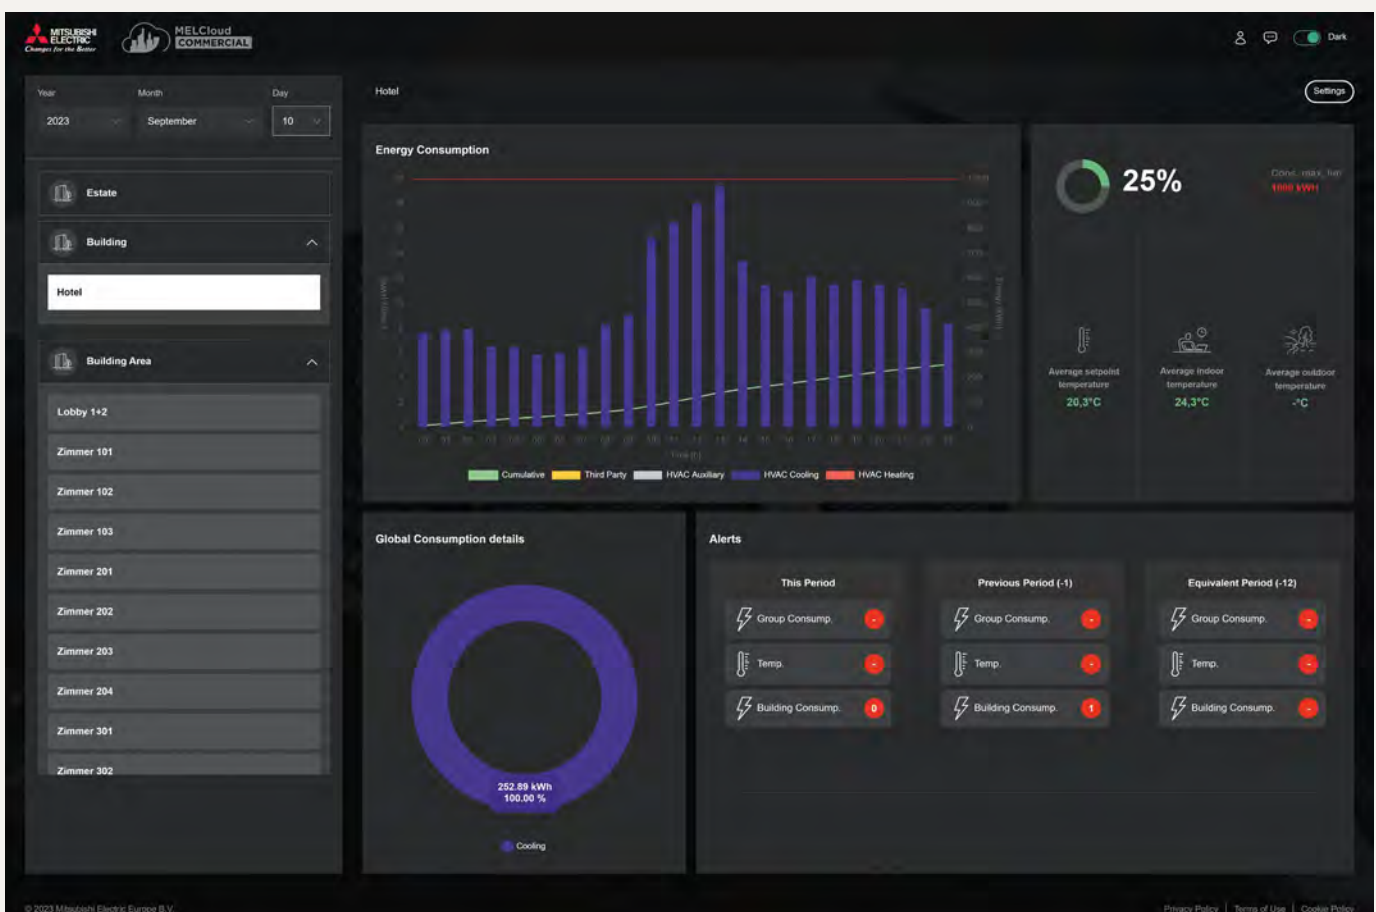 MITSUBISHI
ELECTRIC
Changes for the Better
MELCloud
COMMERCIAL
Dark
Year
Month
Day
2023
September
10
Hotel
Settings
Estate
Building
Hotel
Building Area
Lobby 1+2
Zimmer 101
Zimmer 102
Zimmer 103
Zimmer 201
Zimmer 202
Zimmer 203
Zimmer 204
Zimmer 301
Zimmer 302
Energy Consumption
Cumulative
Third Party
HVAC Auxiliary
HVAC Cooling
HVAC Heating
25%
Cons. max. lim
1000 kWH
Average setpoint
temperature
20,3°C
Average indoor
temperature
24,3°C
Average outdoor
temperature
-°C
Global Consumption details
252.89 kWh
100.00 %
Cooling
Alerts
This Period
Group Consump. -
Temp. -
Building Consump. 0
Previous Period (-1)
Group Consump. -
Temp. -
Building Consump. 1
Equivalent Period (-12)
Group Consump. -
Temp. -
Building Consump. -
© 2023 Mitsubishi Electric Europe B.V.
Privacy Policy | Terms of Use | Cookie Policy